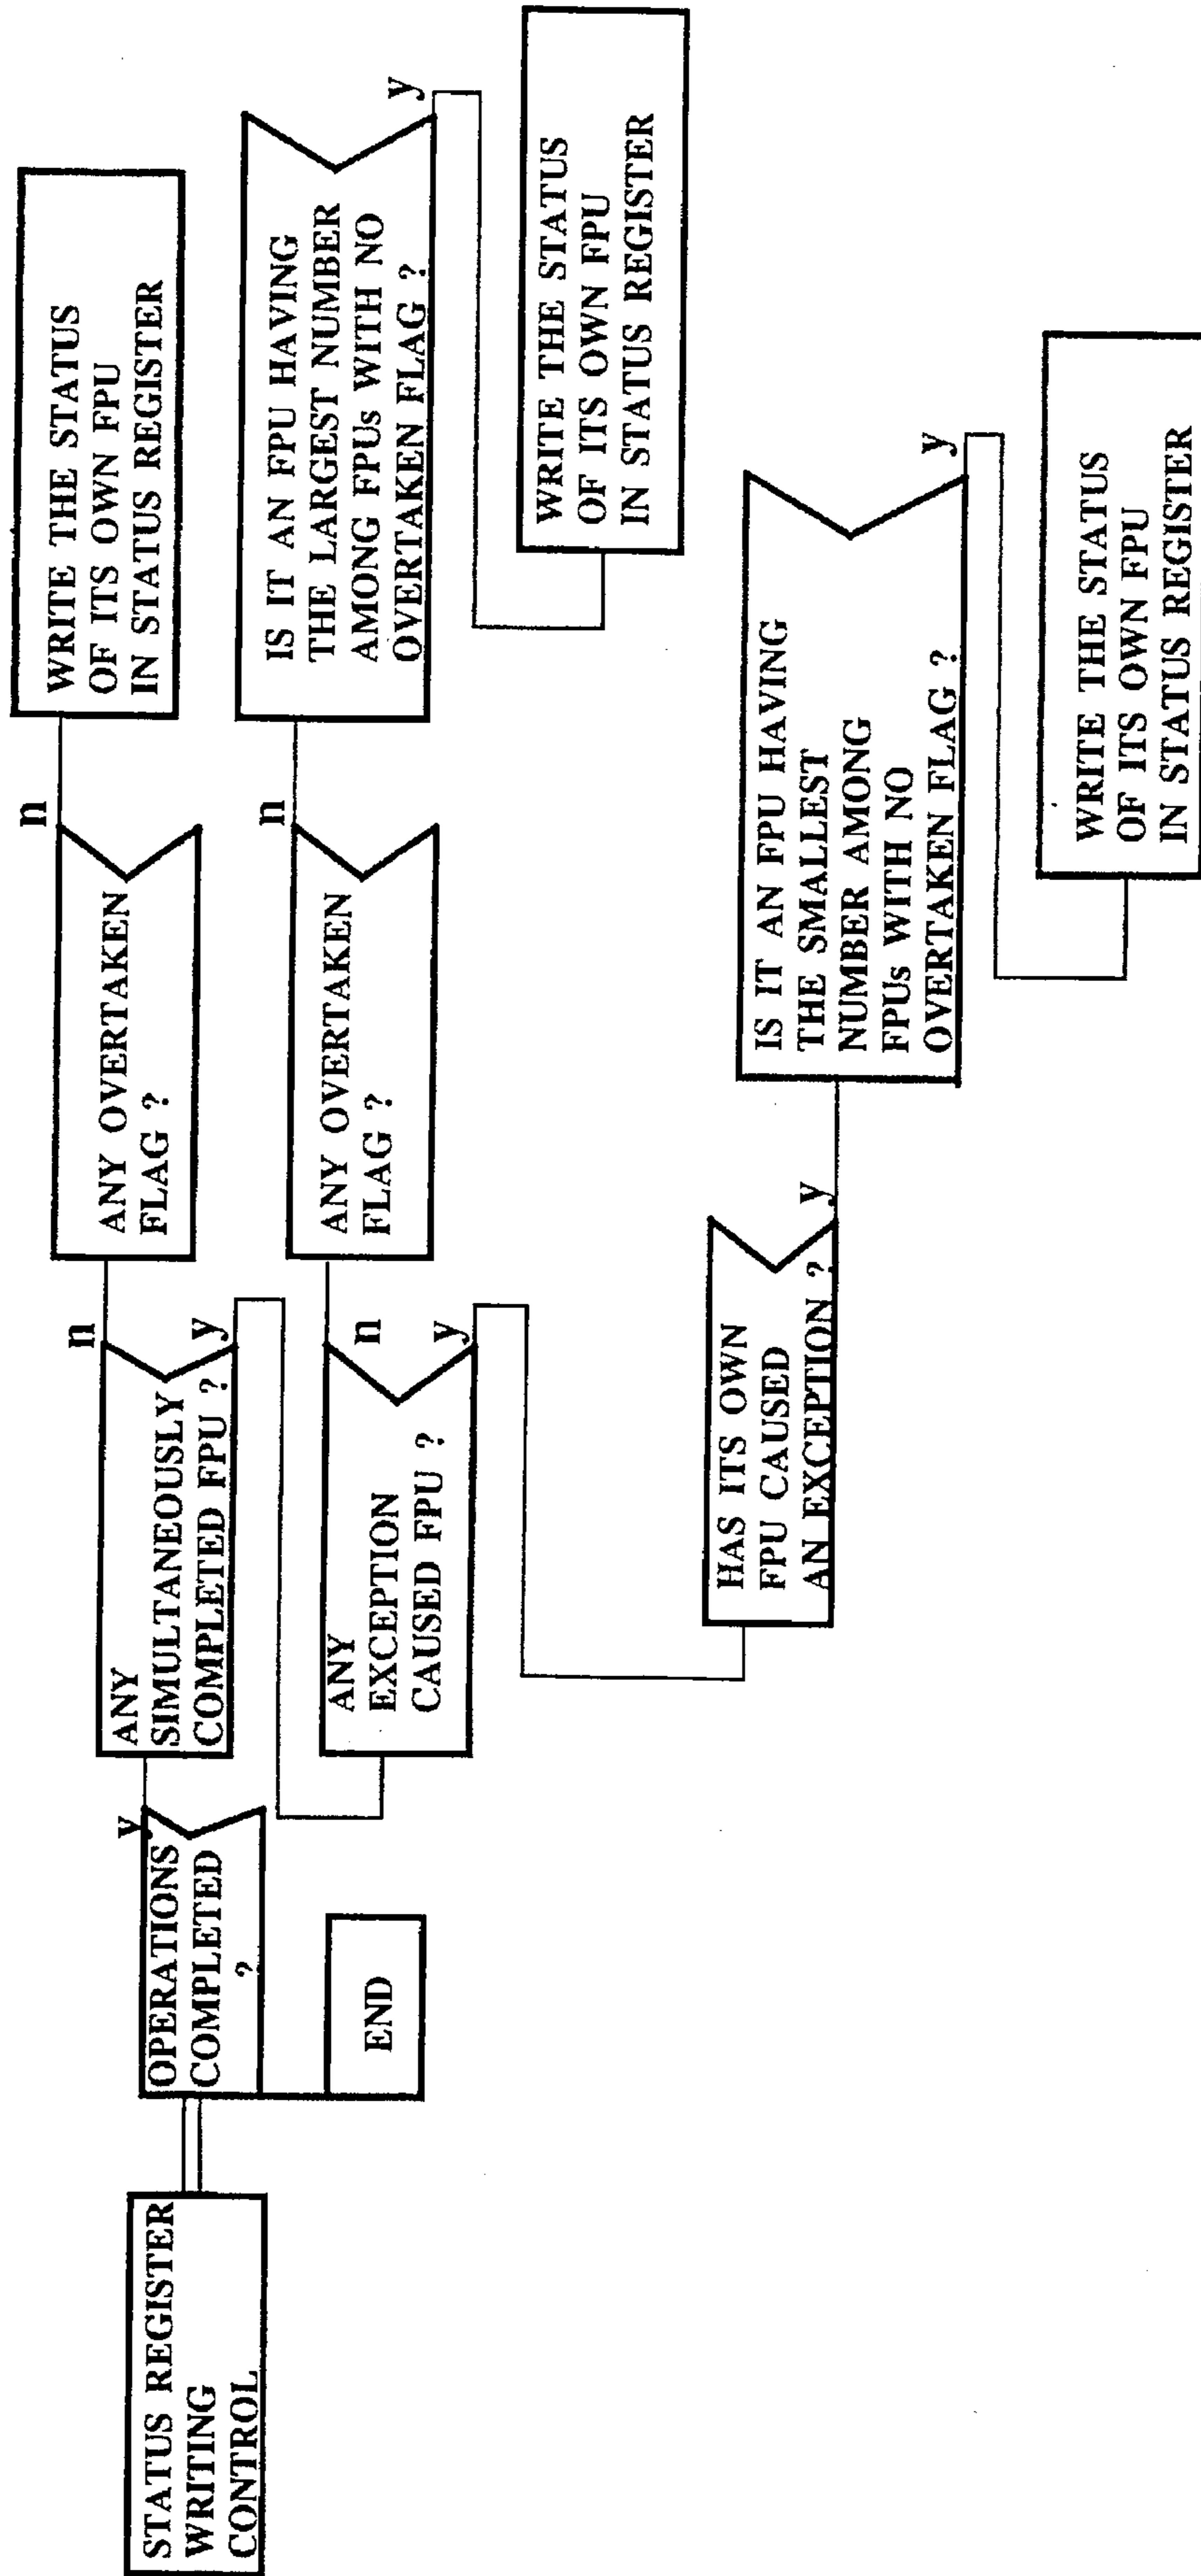 STATUS REGISTER
WRITING
CONTROL
OPERATIONS
COMPLETED
?
y
END
ANY
SIMULTANEOUSLY
COMPLETED FPU ?
n
y
ANY OVERTAKEN
FLAG ?
n
WRITE THE STATUS
OF ITS OWN FPU
IN STATUS REGISTER
ANY
EXCEPTION
CAUSED FPU ?
n
y
ANY OVERTAKEN
FLAG ?
n
IS IT AN FPU HAVING
THE LARGEST NUMBER
AMONG FPUs WITH NO
OVERTAKEN FLAG ?
y
WRITE THE STATUS
OF ITS OWN FPU
IN STATUS REGISTER
HAS ITS OWN
FPU CAUSED
AN EXCEPTION ?
y
IS IT AN FPU HAVING
THE SMALLEST
NUMBER AMONG
FPUs WITH NO
OVERTAKEN FLAG ?
y
WRITE THE STATUS
OF ITS OWN FPU
IN STATUS REGISTER